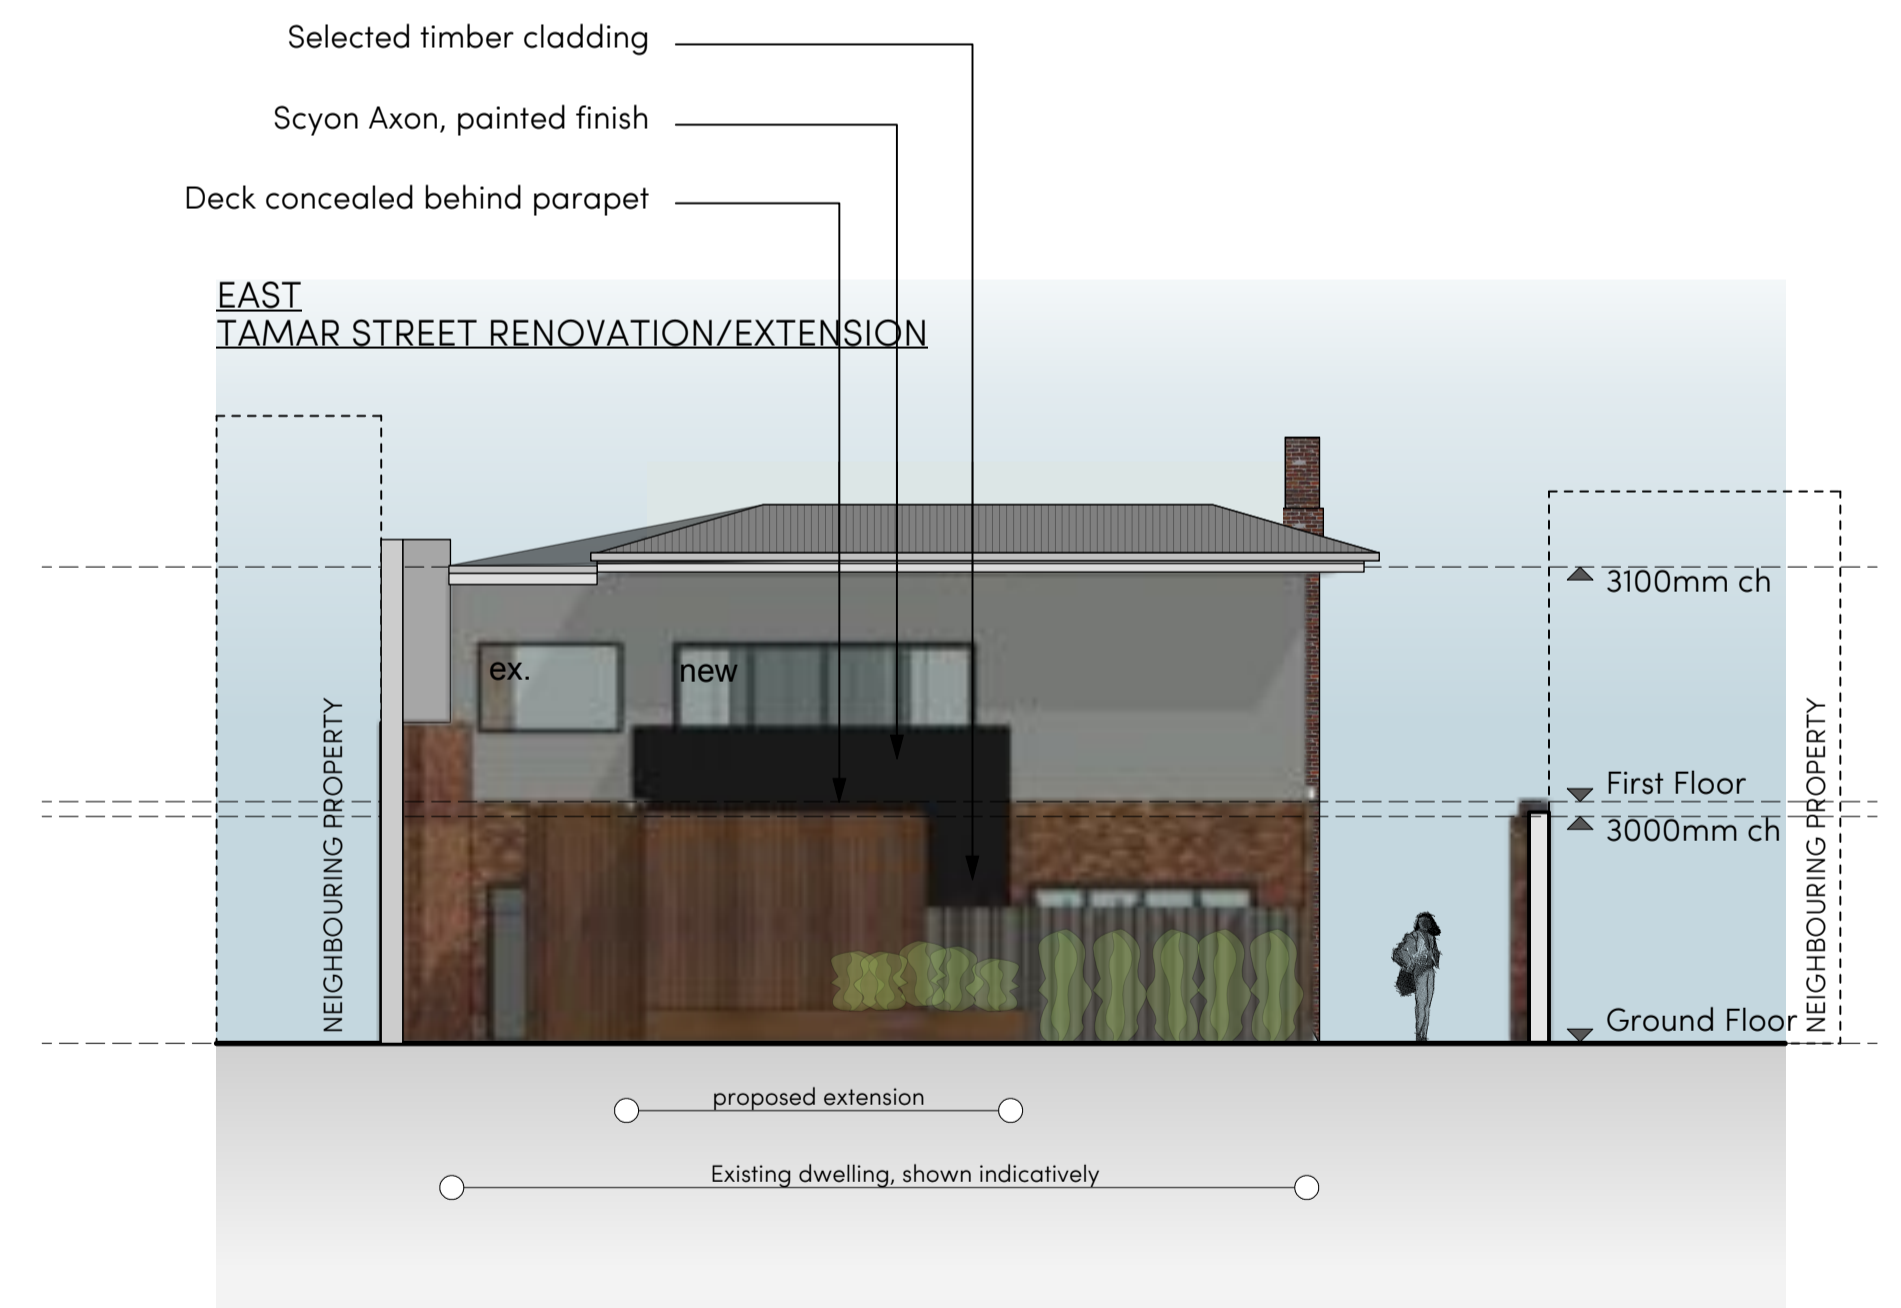 Selected timber cladding
Scyon Axon, painted finish
Deck concealed behind parapet
EAST
TAMAR STREET RENOVATION/EXTENSION
3100mm ch
ex.
new
First Floor
3000mm ch
NEIGHBOURING PROPERTY
NEIGHBOURING PROPERTY
Ground Floor
proposed extension
Existing dwelling, shown indicatively